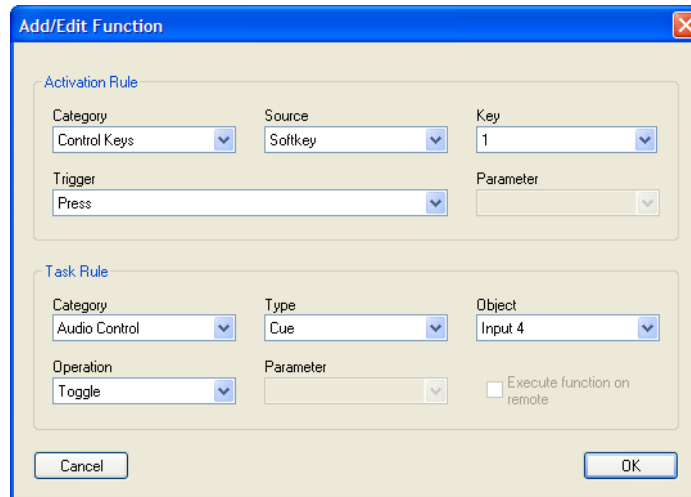 Add/Edit Function
Activation Rule
Category Source Key
Control Keys Softkey 1
Trigger Parameter
Press
Task Rule
Category Type Object
Audio Control Cue Input 4
Operation Parameter
Toggle
Execute function on
remote
Cancel OK